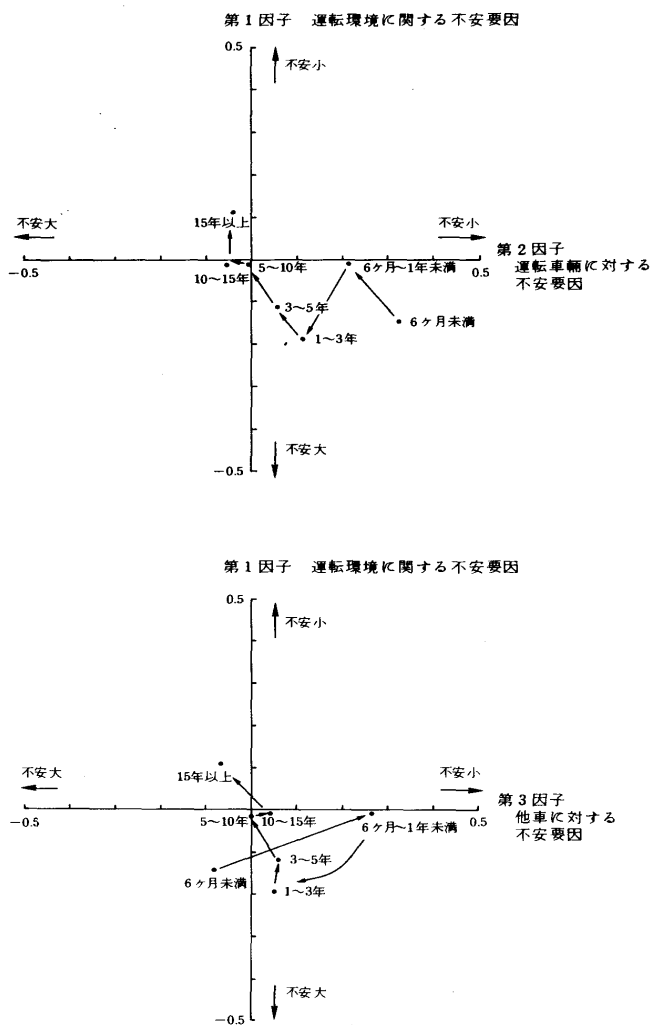 第1因子 運転環境に関する不安要因
0.5
不安小
不安大
15年以上
不安小
第2因子
運転車輛に対する
不安要因
-0.5
10〜15年
5〜10年
6ケ月〜1年未満
0.5
3〜5年
6ケ月未満
1〜3年
不安大
-0.5
第1因子 運転環境に関する不安要因
0.5
不安小
不安大
15年以上
不安小
第3因子
他車に対する
不安要因
-0.5
5〜10年
10〜15年
6ケ月〜1年未満
0.5
3〜5年
6ケ月未満
1〜3年
不安大
-0.5